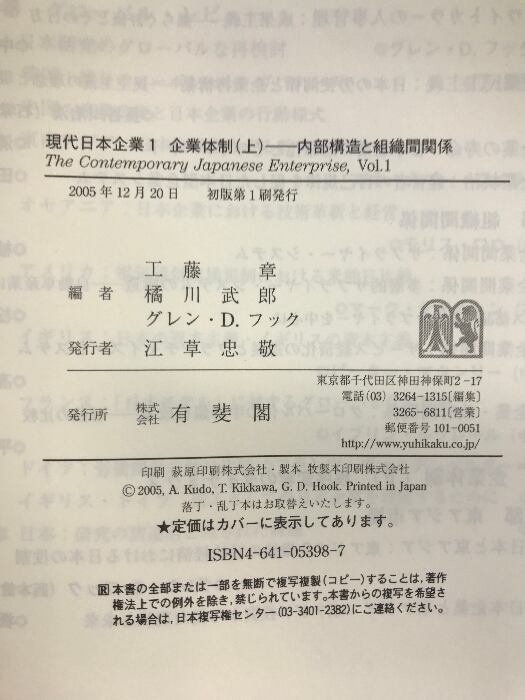 現代日本企業1 企業体制(上)——内部構造と組織間関係
The Contemporary Japanese Enterprise, Vol.1
2005年12月20日 初版第1刷発行
編者 工藤章
橘川武郎
グレン・D. フック
発行者 江草忠敬
発行所 株式会社 有斐閣
東京都千代田区神田神保町2-17
電話(03)3264-1315〔編集〕
3265-6811〔営業〕
郵便番号 101-0051
http://www.yuhikaku.co.jp/
印刷 萩原印刷株式会社・製本 牧製本印刷株式会社
© 2005, A. Kudo, T. Kikkawa, G. D. Hook. Printed in Japan
落丁・乱丁本はお取替えいたします。
★定価はカバーに表示してあります。
ISBN4-641-05398-7
R 本書の全部または一部を無断で複写複製(コピー)することは,著作
権法上での例外を除き,禁じられています。本書からの複写を希望さ
れる場合は,日本複写権センター(03-3401-2382)にご連絡ください。